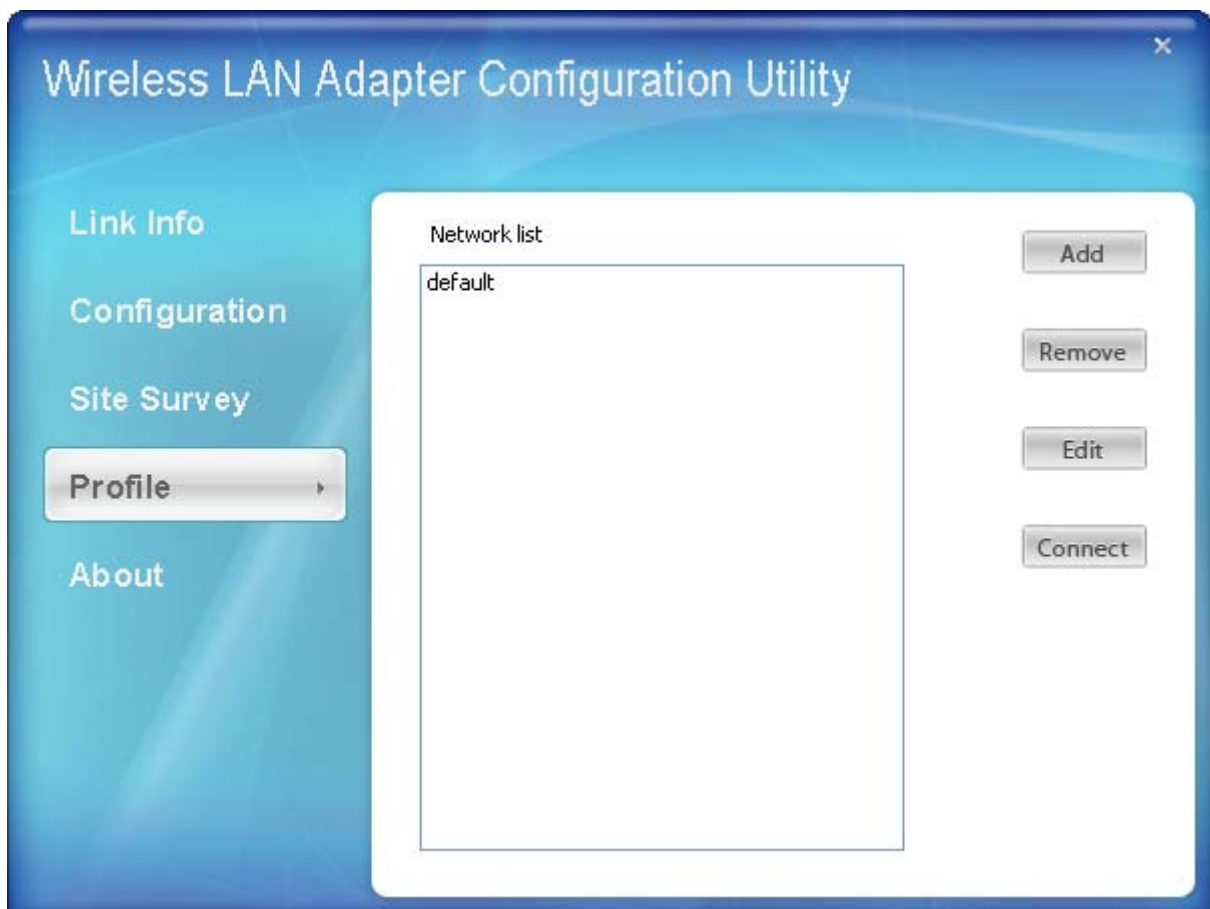 Wireless LAN Adapter Configuration Utility
Link Info
Configuration
Site Survey
Profile
About
Network list
default
Add
Remove
Edit
Connect